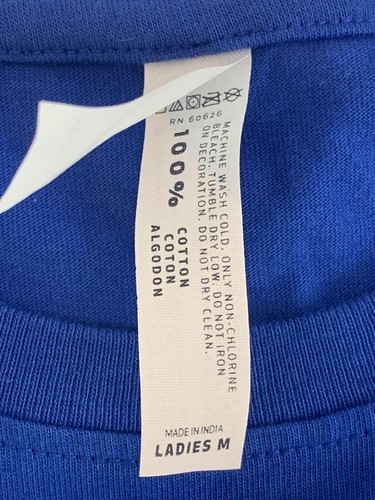 RN 60626
MACHINE WASH COLD. ONLY NON-CHLORINE
BLEACH. TUMBLE DRY LOW. DO NOT IRON
ON DECORATION. DO NOT DRY CLEAN.
100%
COTTON
COTON
ALGODON
MADE IN INDIA
LADIES M